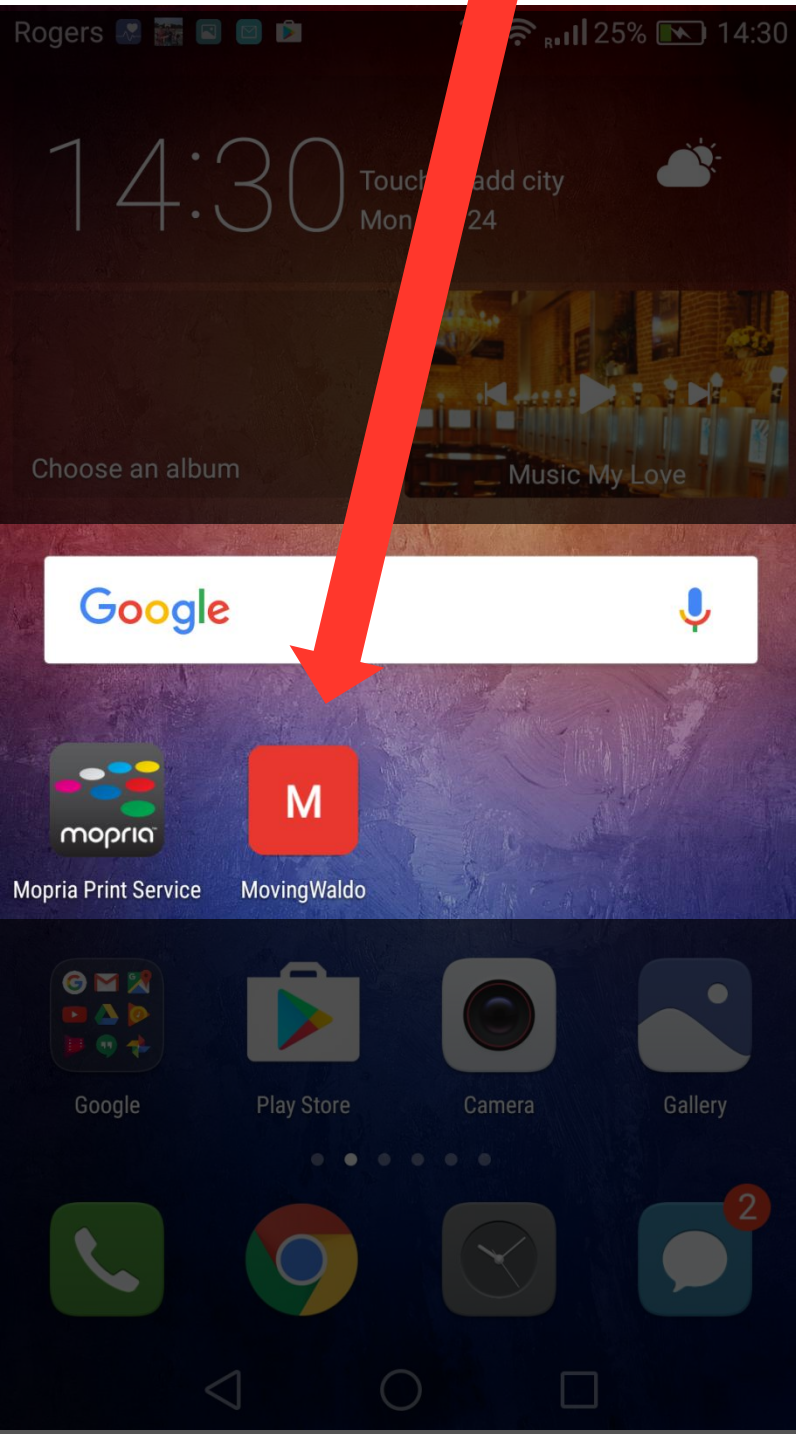 Rogers
R 25% 14:30
14:30
Touch add city
Mon 24
Choose an album
Music My Love
Google
mopria
M
Mopria Print Service
MovingWaldo
Google
Play Store
Camera
Gallery
2